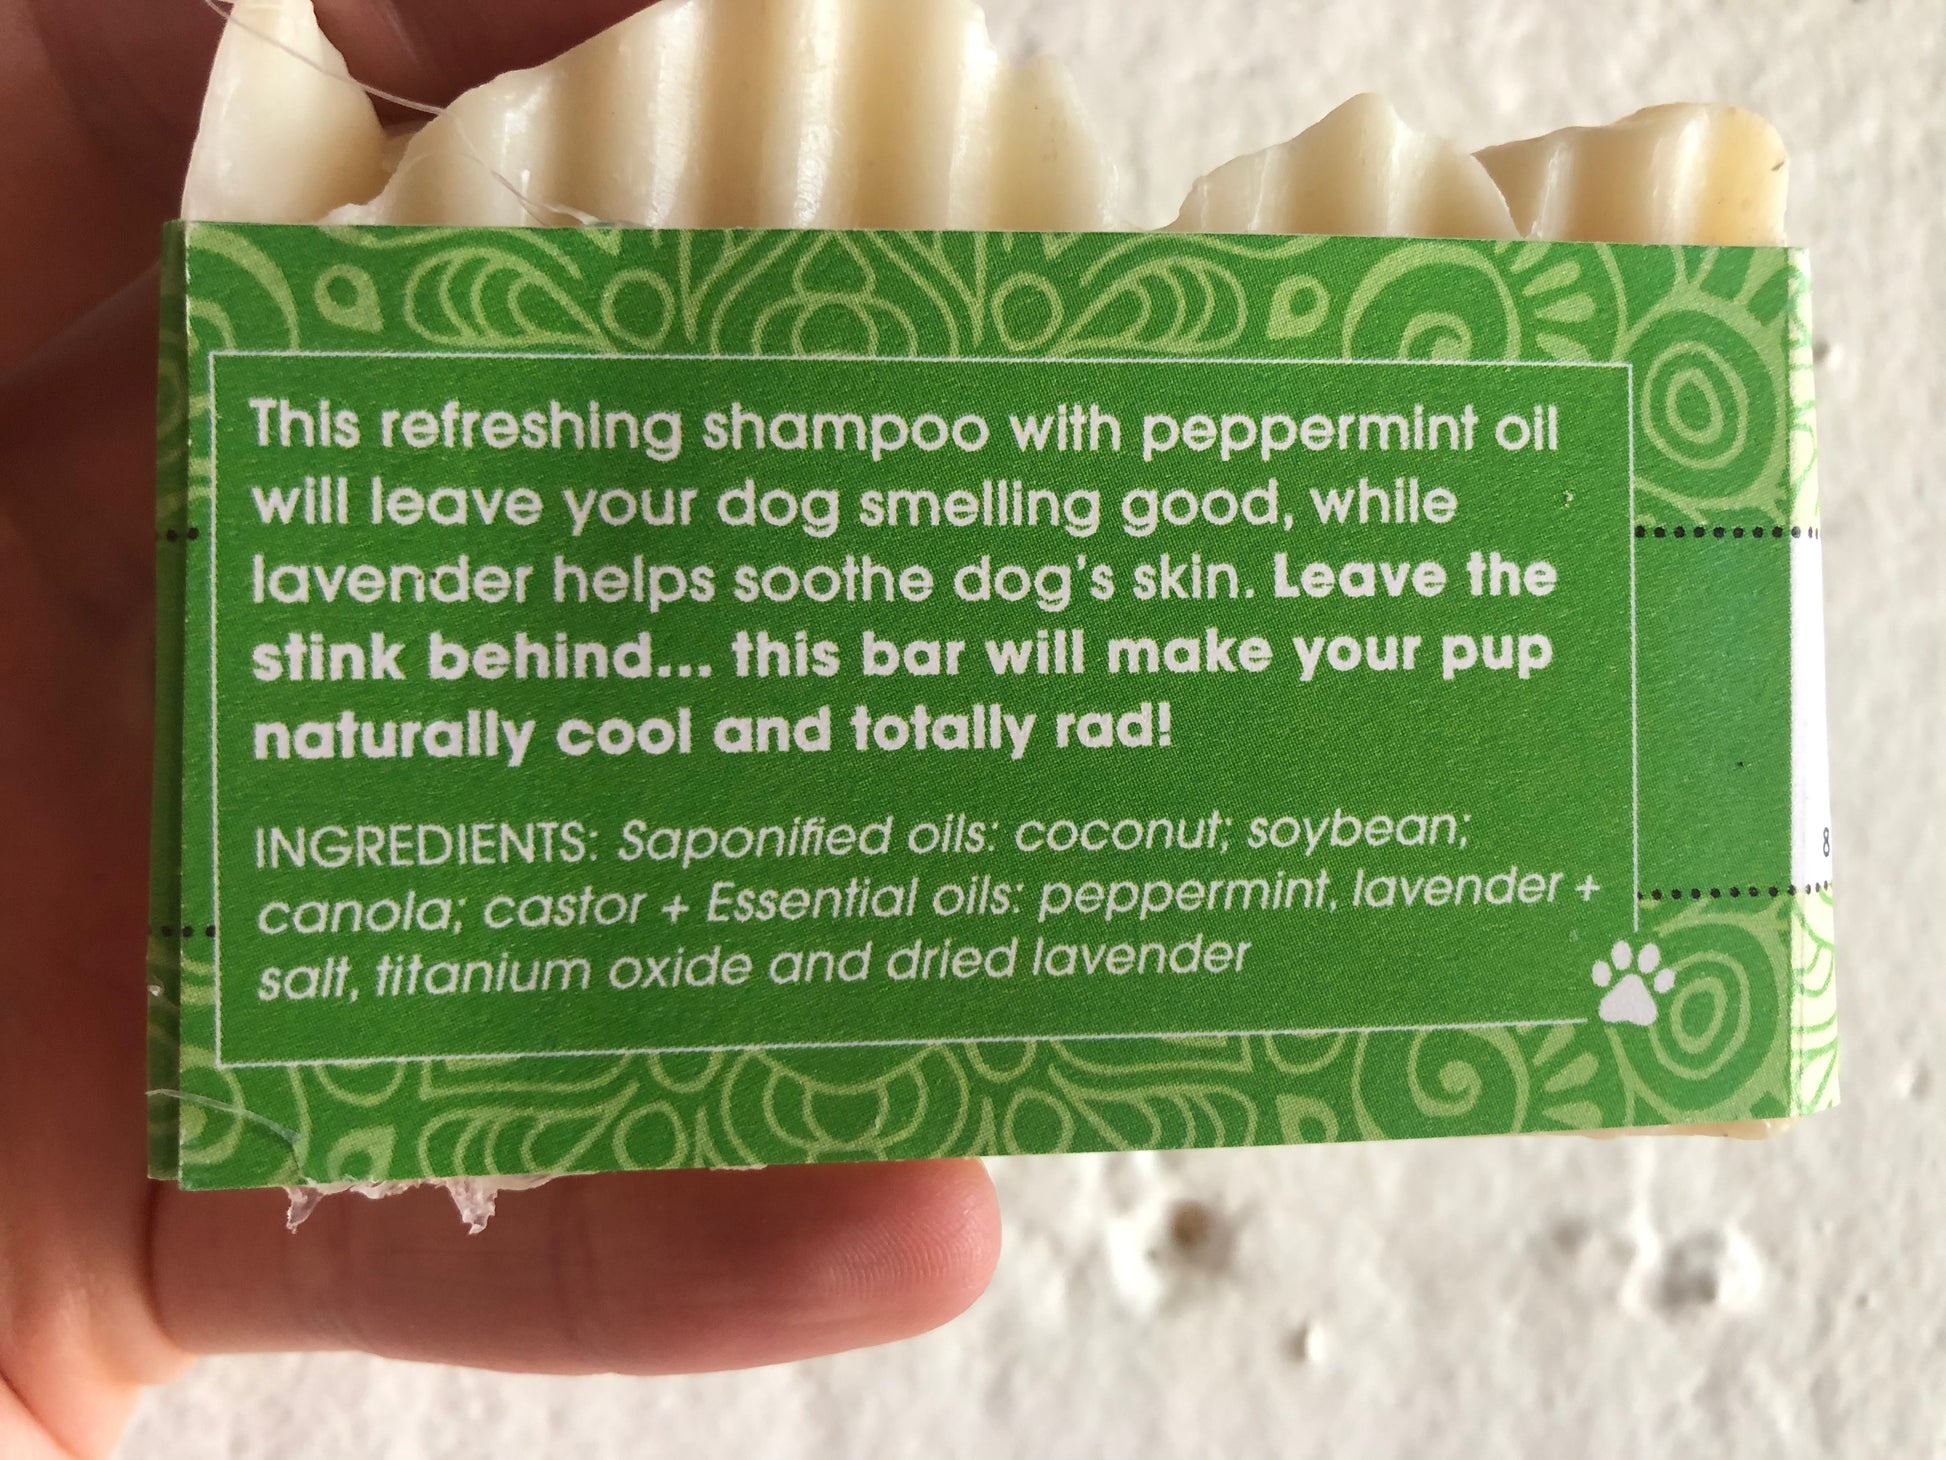 This refreshing shampoo with peppermint oil
will leave your dog smelling good, while
lavender helps soothe dog's skin. Leave the
stink behind... this bar will make your pup
naturally cool and totally rad!
INGREDIENTS: Saponified oils: coconut; soybean;
canola; castor + Essential oils: peppermint, lavender +
salt, titanium oxide and dried lavender
8